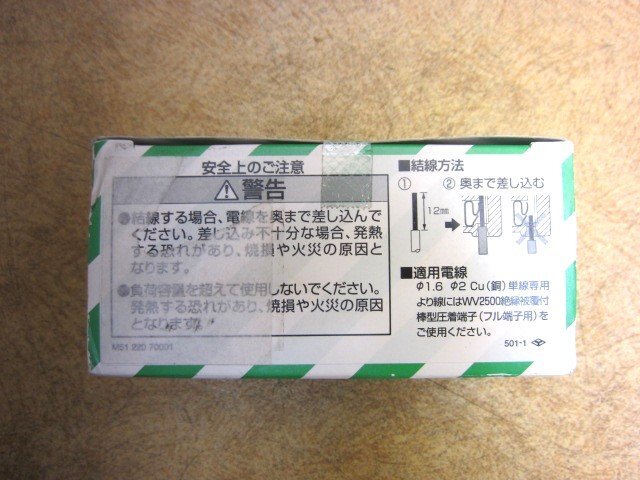 安全上のご注意
警告
●結線する場合、電線を奥まで差し込んで
ください。差し込み不十分な場合、発熱
する恐れがあり、焼損や火災の原因と
なります。
●負荷容量を超えて使用しないでください。
発熱する恐れがあり、焼損や火災の原因
となります。
M51 220 70001
■結線方法
① ② 奥まで差し込む
12mm
■適用電線
φ1.6 φ2 Cu(銅)単線専用
より線にはWV2500絶縁被覆付
棒型圧着端子(フル端子用)を
ご使用ください。
501-1